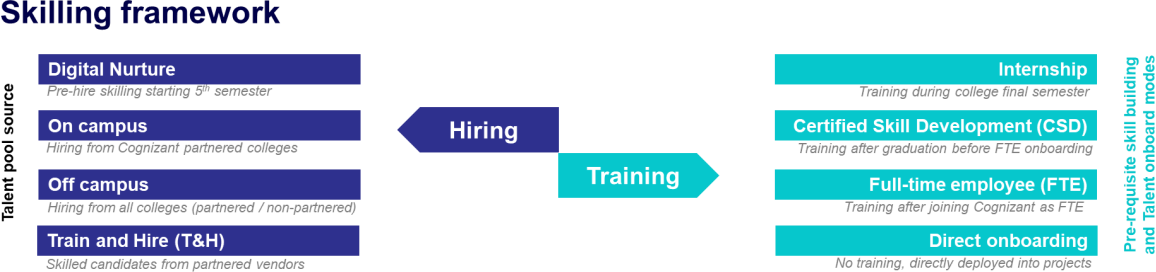 Skilling framework
Talent pool source
Digital Nurture
Pre-hire skilling starting 5th semester
On campus
Hiring from Cognizant partnered colleges
Off campus
Hiring from all colleges (partnered / non-partnered)
Train and Hire (T&H)
Skilled candidates from partnered vendors
Hiring
Training
Internship
Training during college final semester
Certified Skill Development (CSD)
Training after graduation before FTE onboarding
Full-time employee (FTE)
Training after joining Cognizant as FTE
Direct onboarding
No training, directly deployed into projects
Pre-requisite skill building
and Talent onboard modes